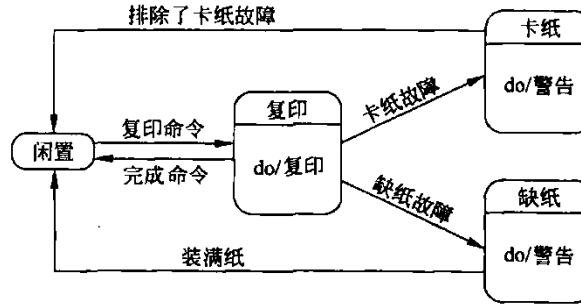 排除了卡纸故障
卡纸
do/警告
卡纸故障
复印
复印命令
闲置
do/复印
完成命令
缺纸故障
缺纸
do/警告
装满纸